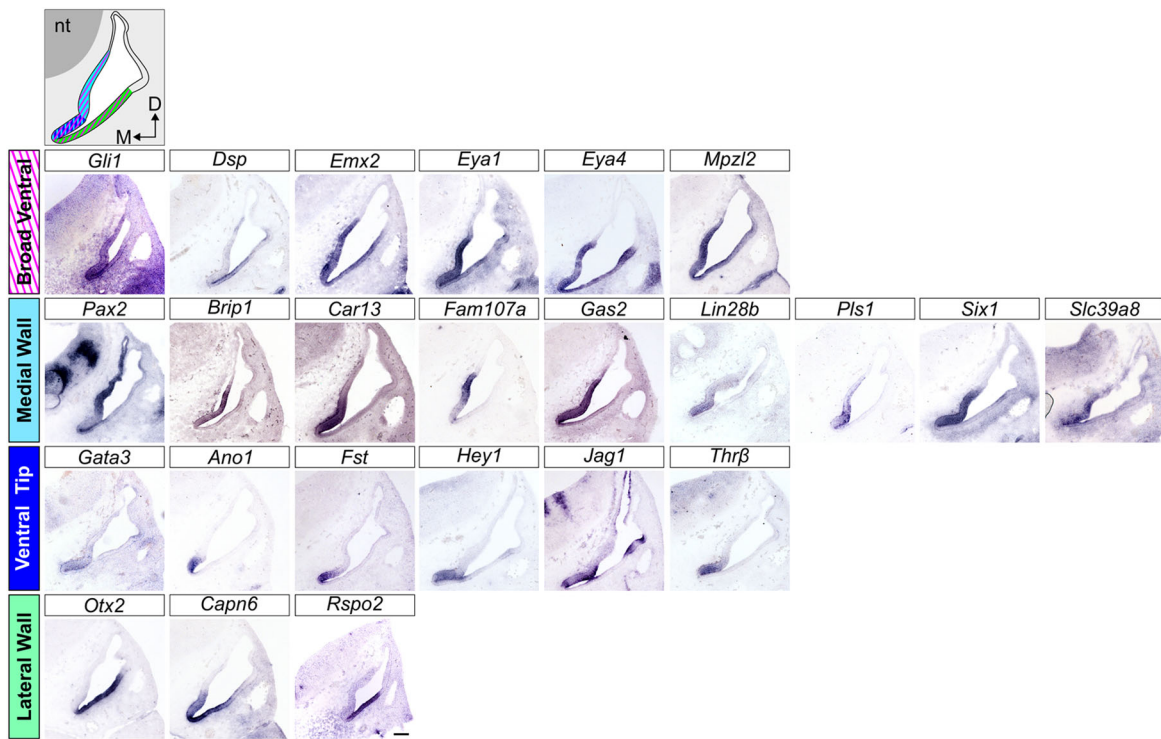 nt
D
M
Broad Ventral
Gli1 Dsp Emx2 Eya1 Eya4 Mpzl2
Medial Wall
Pax2 Brip1 Car13 Fam107a Gas2 Lin28b Pls1 Six1 Slc39a8
Ventral Tip
Gata3 Ano1 Fst Hey1 Jag1 Thrβ
Lateral Wall
Otx2 Capn6 Rspo2